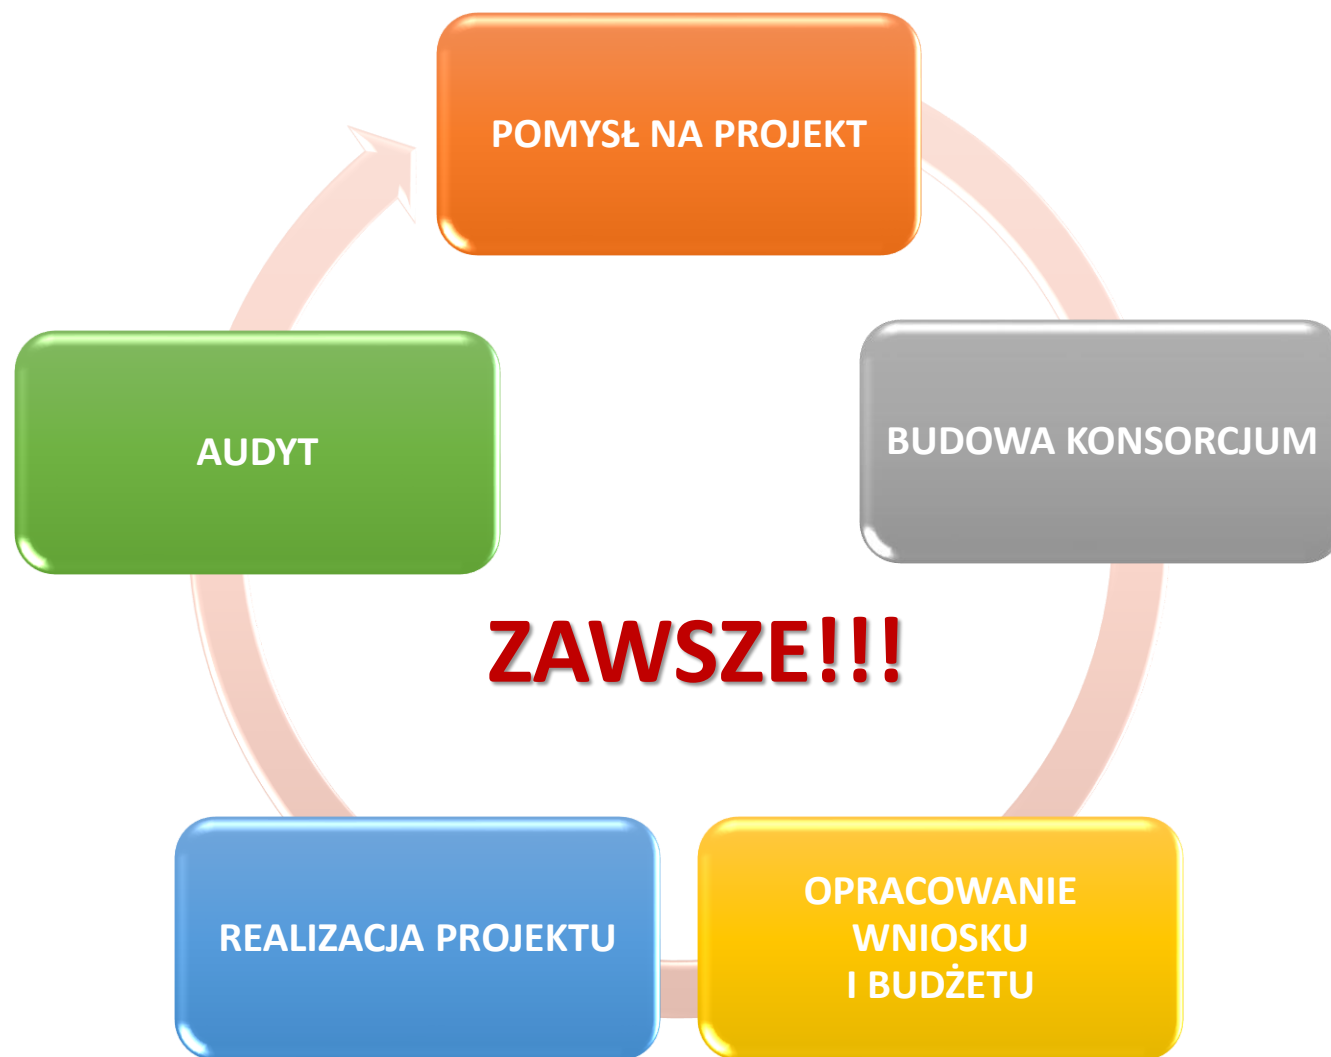 POMYSŁ NA PROJEKT
BUDOWA KONSORCJUM
OPRACOWANIE
WNIOSKU
I BUDŻETU
REALIZACJA PROJEKTU
AUDYT
ZAWSZE!!!